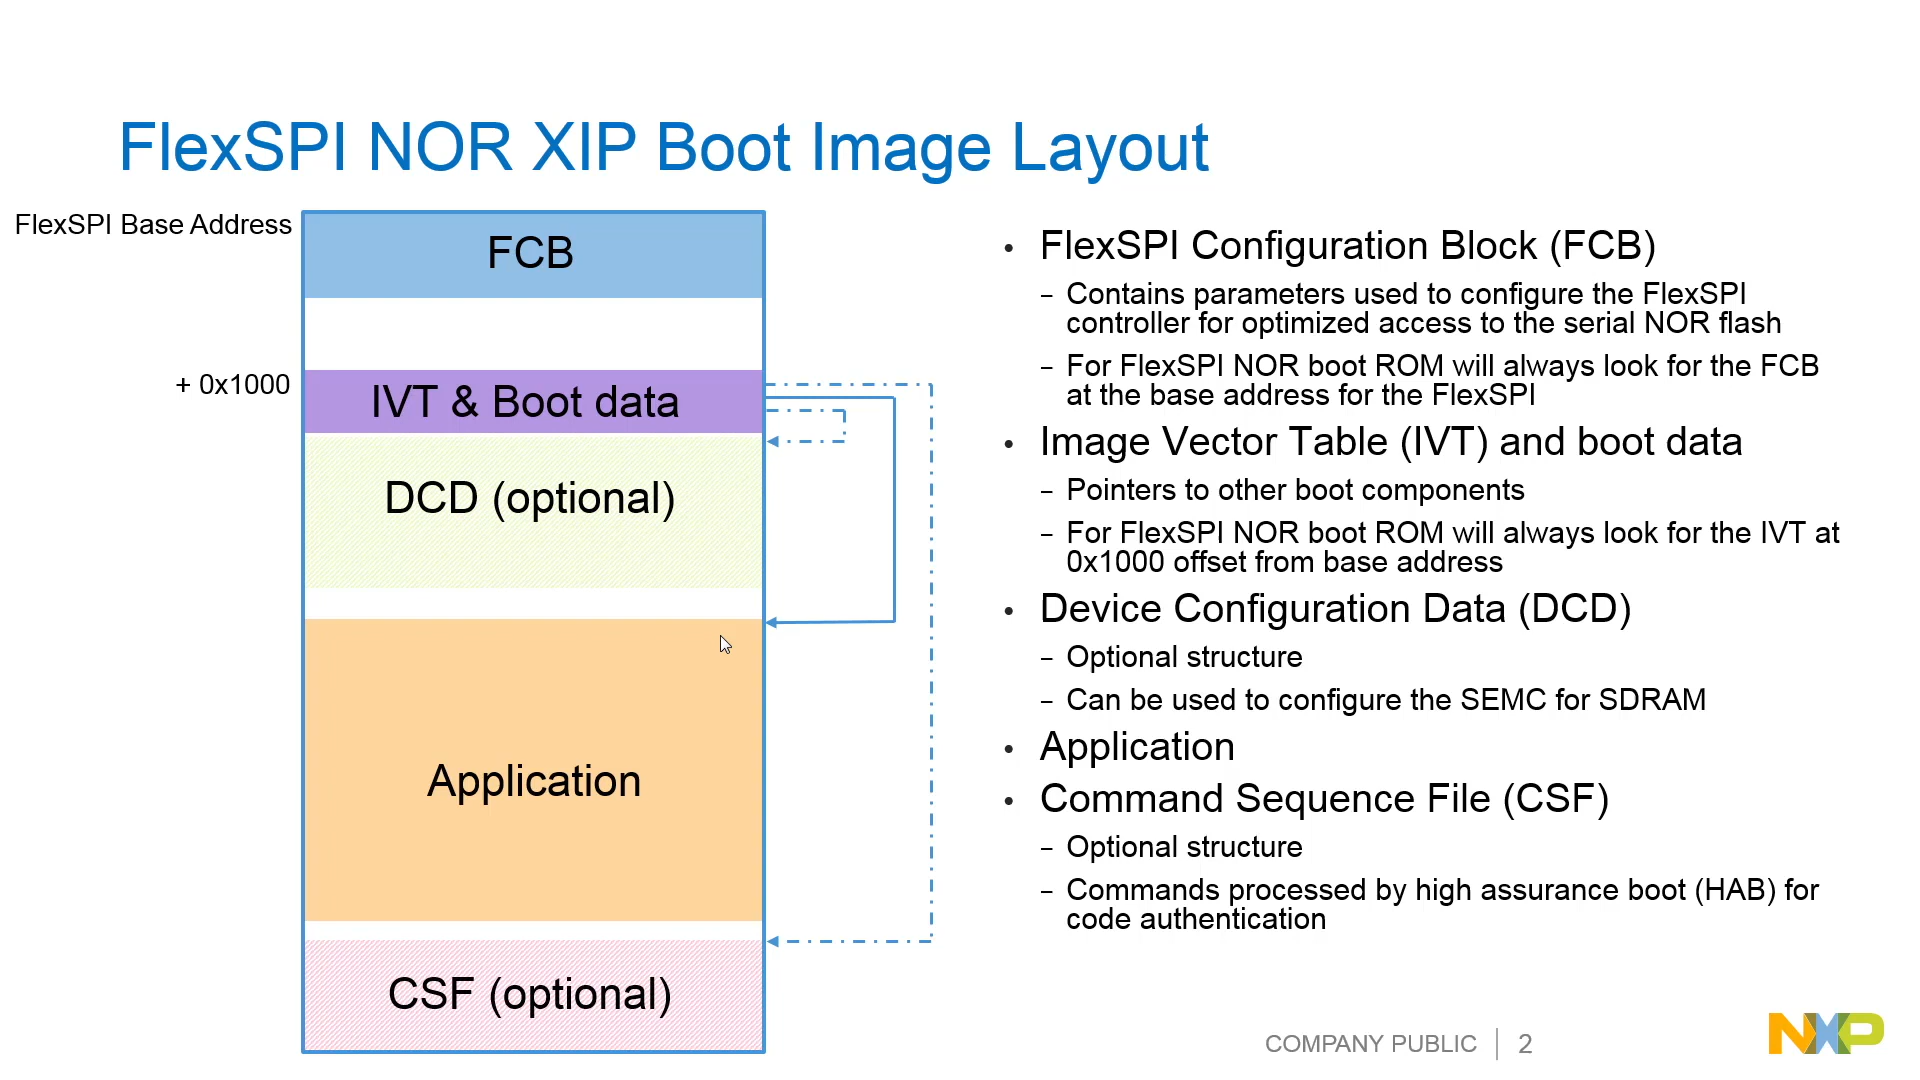 FlexSPI NOR XIP Boot Image Layout
FlexSPI Base Address
FCB
+ 0x1000
IVT & Boot data
DCD (optional)
Application
CSF (optional)
• FlexSPI Configuration Block (FCB)
– Contains parameters used to configure the FlexSPI
controller for optimized access to the serial NOR flash
– For FlexSPI NOR boot ROM will always look for the FCB
at the base address for the FlexSPI
• Image Vector Table (IVT) and boot data
– Pointers to other boot components
– For FlexSPI NOR boot ROM will always look for the IVT at
0x1000 offset from base address
• Device Configuration Data (DCD)
– Optional structure
– Can be used to configure the SEMC for SDRAM
• Application
• Command Sequence File (CSF)
– Optional structure
– Commands processed by high assurance boot (HAB) for
code authentication
COMPANY PUBLIC | 2
NXP